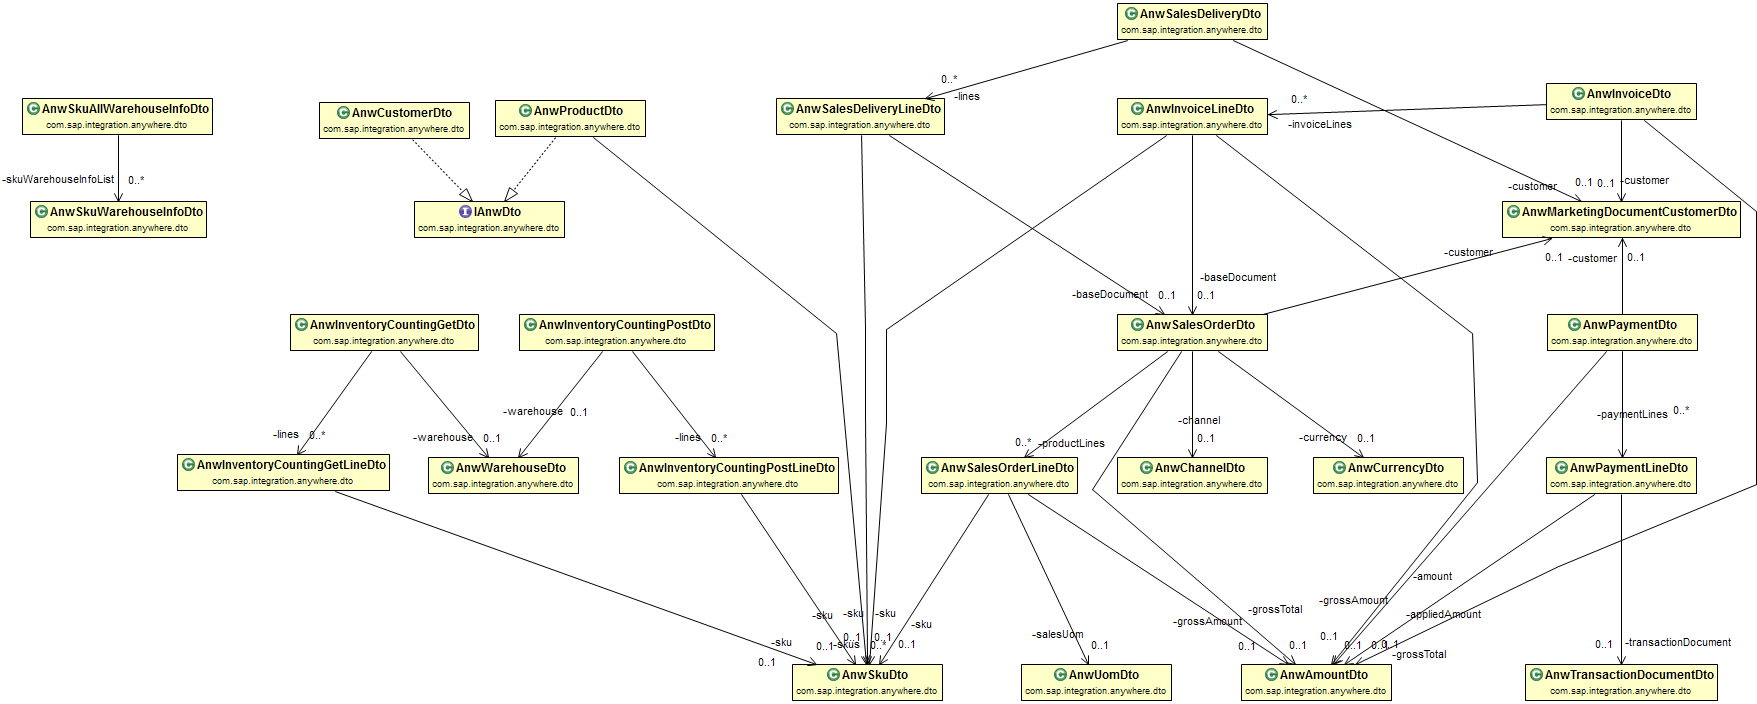 AnwSalesDeliveryDto
com.sap.integration.anywhere.dto
0..*
-lines
AnwSkuAllWarehouseInfoDto
com.sap.integration.anywhere.dto
AnwCustomerDto
com.sap.integration.anywhere.dto
AnwProductDto
com.sap.integration.anywhere.dto
AnwSalesDeliveryLineDto
com.sap.integration.anywhere.dto
AnwInvoiceLineDto
com.sap.integration.anywhere.dto
0..*
-invoiceLines
AnwInvoiceDto
com.sap.integration.anywhere.dto
-skuWarehouseInfoList
0..*
-customer
0..1
0..1
-customer
AnwSkuWarehouseInfoDto
com.sap.integration.anywhere.dto
IAnwDto
com.sap.integration.anywhere.dto
AnwMarketingDocumentCustomerDto
com.sap.integration.anywhere.dto
-customer
0..1
-customer
0..1
-baseDocument
0..1
-baseDocument
0..1
AnwInventoryCountingGetDto
com.sap.integration.anywhere.dto
AnwInventoryCountingPostDto
com.sap.integration.anywhere.dto
AnwSalesOrderDto
com.sap.integration.anywhere.dto
AnwPaymentDto
com.sap.integration.anywhere.dto
-lines
0..*
-warehouse
0..1
-warehouse
0..1
-lines
0..*
0..*
-productLines
-channel
0..1
-currency
0..1
-paymentLines
0..*
AnwInventoryCountingGetLineDto
com.sap.integration.anywhere.dto
AnwWarehouseDto
com.sap.integration.anywhere.dto
AnwInventoryCountingPostLineDto
com.sap.integration.anywhere.dto
AnwSalesOrderLineDto
com.sap.integration.anywhere.dto
AnwChannelDto
com.sap.integration.anywhere.dto
AnwCurrencyDto
com.sap.integration.anywhere.dto
AnwPaymentLineDto
com.sap.integration.anywhere.dto
-sku
0..1
-sku
0..1
-skus
0..*
-sku
0..1
-sku
0..1
-sku
0..1
-salesUom
0..1
-grossAmount
0..1
-grossTotal
0..1
-grossAmount
0..1
-amount
0..1
-appliedAmount
-grossTotal
0..1
-transactionDocument
AnwSkuDto
com.sap.integration.anywhere.dto
AnwUomDto
com.sap.integration.anywhere.dto
AnwAmountDto
com.sap.integration.anywhere.dto
AnwTransactionDocumentDto
com.sap.integration.anywhere.dto